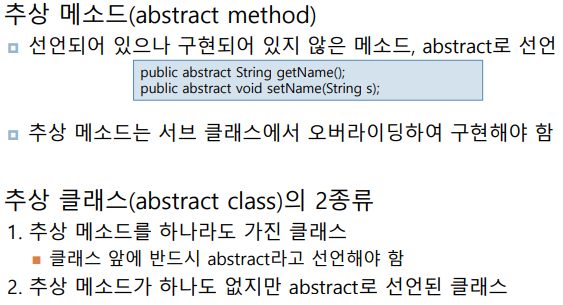 추상 메소드(abstract method)
선언되어 있으나 구현되어 있지 않은 메소드, abstract로 선언
public abstract String getName();
public abstract void setName(String s);
추상 메소드는 서브 클래스에서 오버라이딩하여 구현해야 함
추상 클래스(abstract class)의 2종류
1. 추상 메소드를 하나라도 가진 클래스
클래스 앞에 반드시 abstract라고 선언해야 함
2. 추상 메소드가 하나도 없지만 abstract로 선언된 클래스